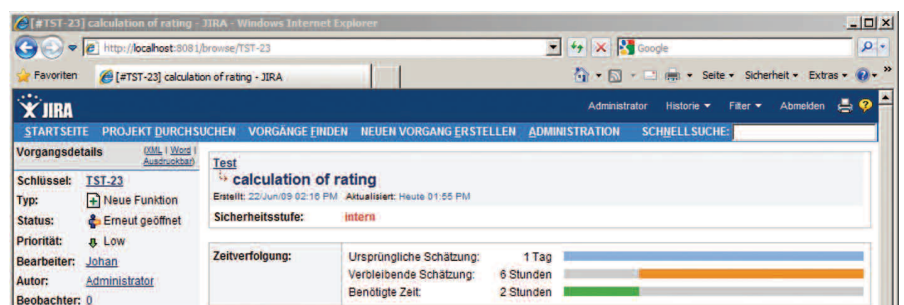 [#TST-23] calculation of rating - JIRA - Windows Internet Explorer
http://localhost:8081/browse/TST-23
Google
Favoriten [#TST-23] calculation of rating - JIRA Seite Sicherheit Extras »
JIRA Administrator Historie Filter Abmelden
STARTSEITE PROJEKT DURCHSUCHEN VORGÄNGE FINDEN NEUEN VORGANG ERSTELLEN ADMINISTRATION SCHNELLSUCHE:
Vorgangsdetails (XML | Word | Ausdruckbar)
Schlüssel: TST-23
Typ: Neue Funktion
Status: Erneut geöffnet
Priorität: Low
Bearbeiter: Johan
Autor: Administrator
Beobachter: 0
Test
calculation of rating
Erstellt: 22/Jun/09 02:16 PM Aktualisiert: Heute 01:55 PM
Sicherheitsstufe: intern
Zeitverfolgung: Ursprüngliche Schätzung: 1 Tag
Verbleibende Schätzung: 6 Stunden
Benötigte Zeit: 2 Stunden